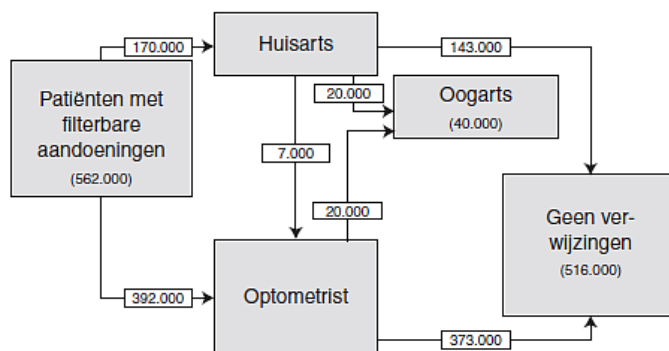 170.000
Huisarts
143.000
Patiënten met
filterbare
aandoeningen
(562.000)
20.000
Oogarts
(40.000)
7.000
20.000
Geen ver-
wijzingen
(516.000)
392.000
Optometrist
373.000